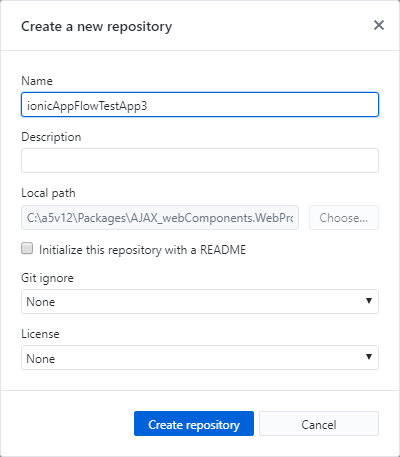 Create a new repository
Name
ionicAppFlowTestApp3
Description
Local path
C:\a5v12\Packages\AJAX_webComponents.WebPro
Choose...
Initialize this repository with a README
Git ignore
None
License
None
Create repository
Cancel